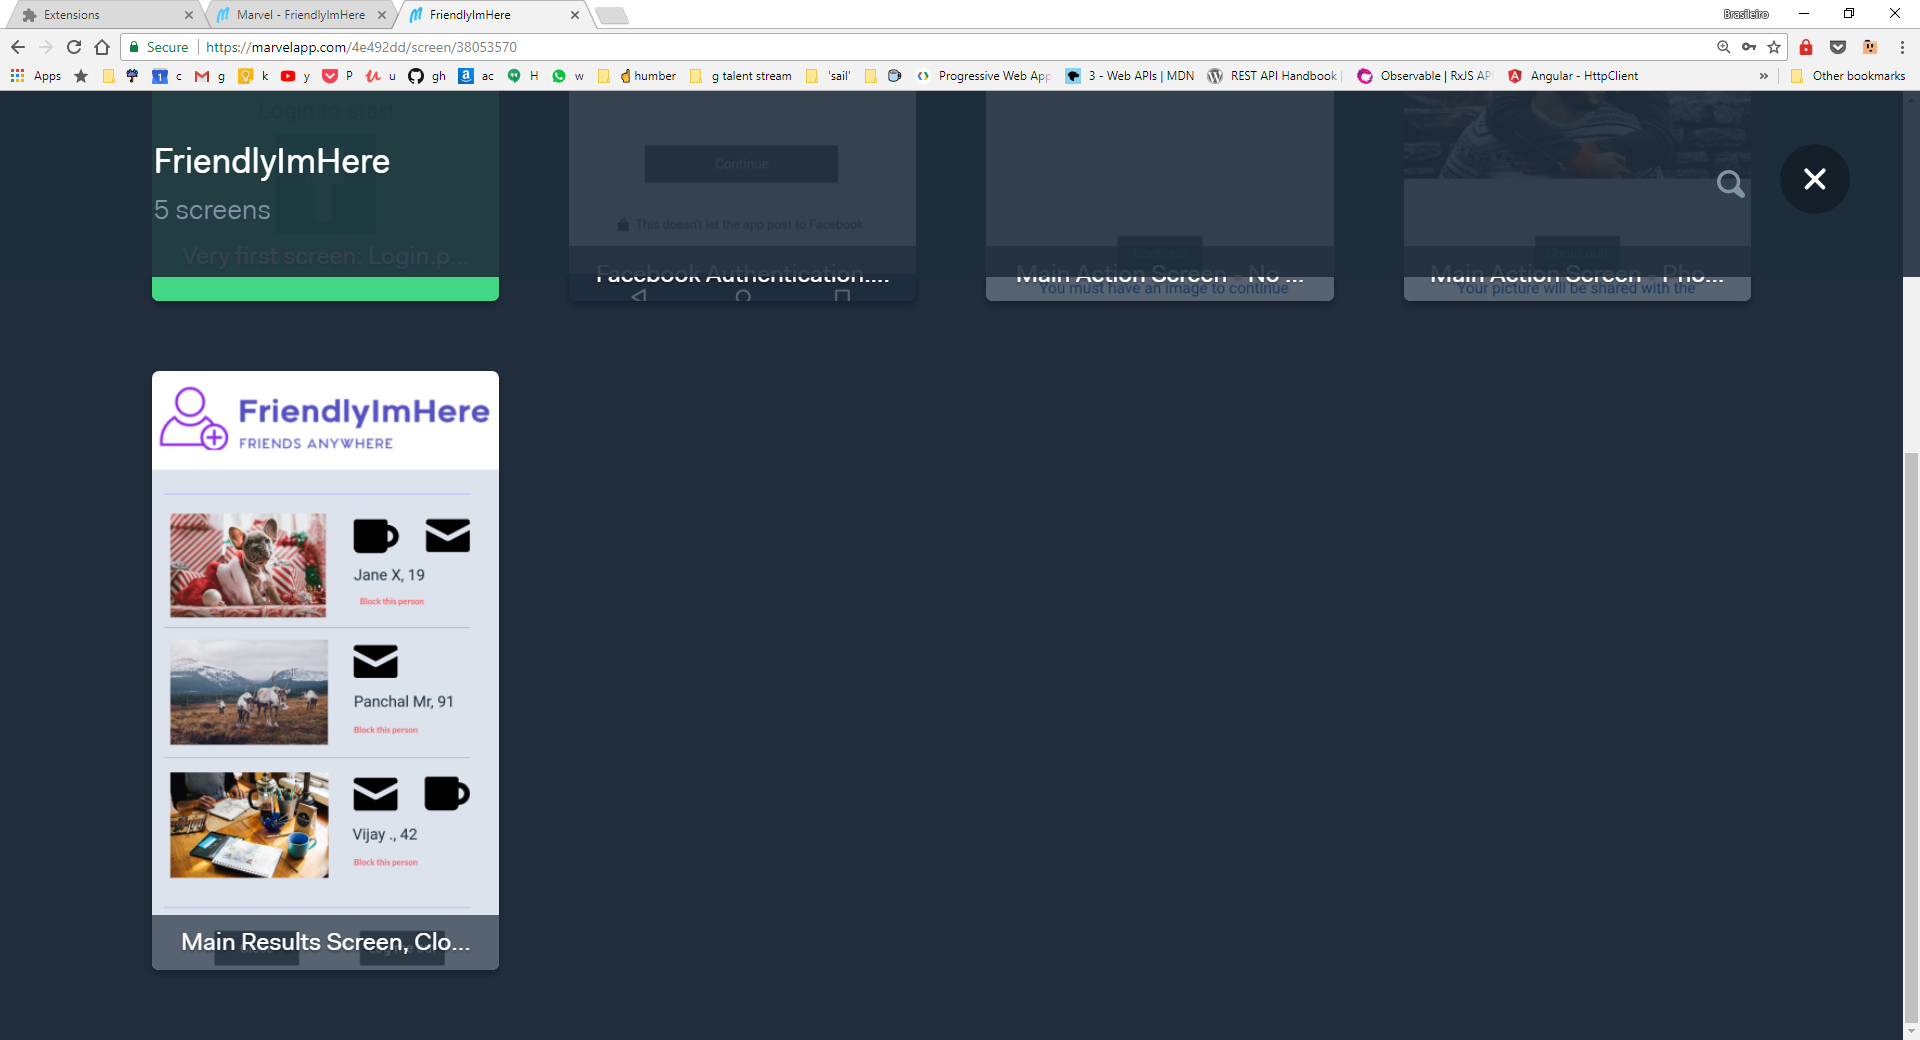 Extensions
Marvel - FriendlyImHere
FriendlyImHere
Brasileiro
Secure
https://marvelapp.com/4e492dd/screen/38053570
Apps
1
c
g
k
y
P
u
gh
a
ac
H
w
humber
g talent stream
'sail'
Progressive Web App
3 - Web APIs | MDN
REST API Handbook
Observable | RxJS AP
Angular - HttpClient
»
Other bookmarks
Login to start
FriendlyImHere
5 screens
Continue
This doesn't let the app post to Facebook
Very first screen: Login.p...
Facebook Authentication....
Main Action Screen - No ...
You must have an image to continue
Main Action Screen - Pho...
Your picture will be shared with the
FriendlyImHere
FRIENDS ANYWHERE
Jane X, 19
Block this person
Panchal Mr, 91
Block this person
Vijay ., 42
Block this person
Main Results Screen, Clo...